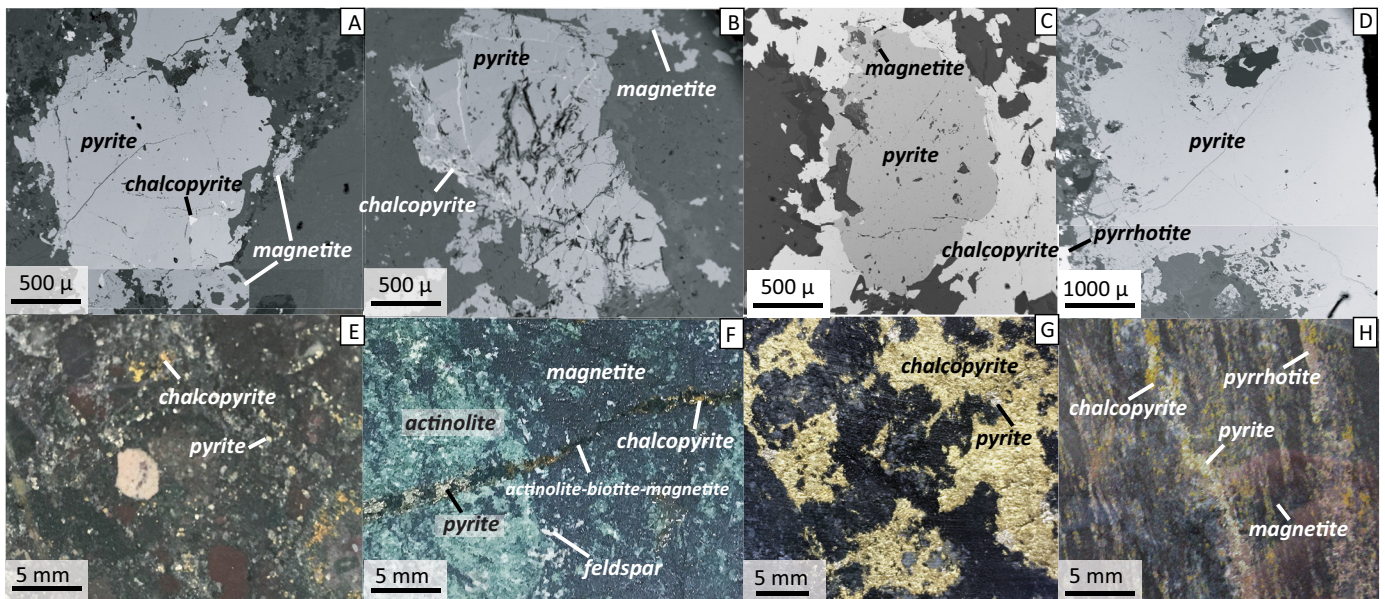 A
pyrite
chalcopyrite
magnetite
500 µ
B
pyrite
magnetite
chalcopyrite
500 µ
C
magnetite
pyrite
chalcopyrite
500 µ
D
pyrite
pyrrhotite
1000 µ
E
chalcopyrite
pyrite
5 mm
F
magnetite
actinolite
chalcopyrite
actinolite-biotite-magnetite
pyrite
feldspar
5 mm
G
chalcopyrite
pyrite
5 mm
H
pyrrhotite
chalcopyrite
pyrite
magnetite
5 mm